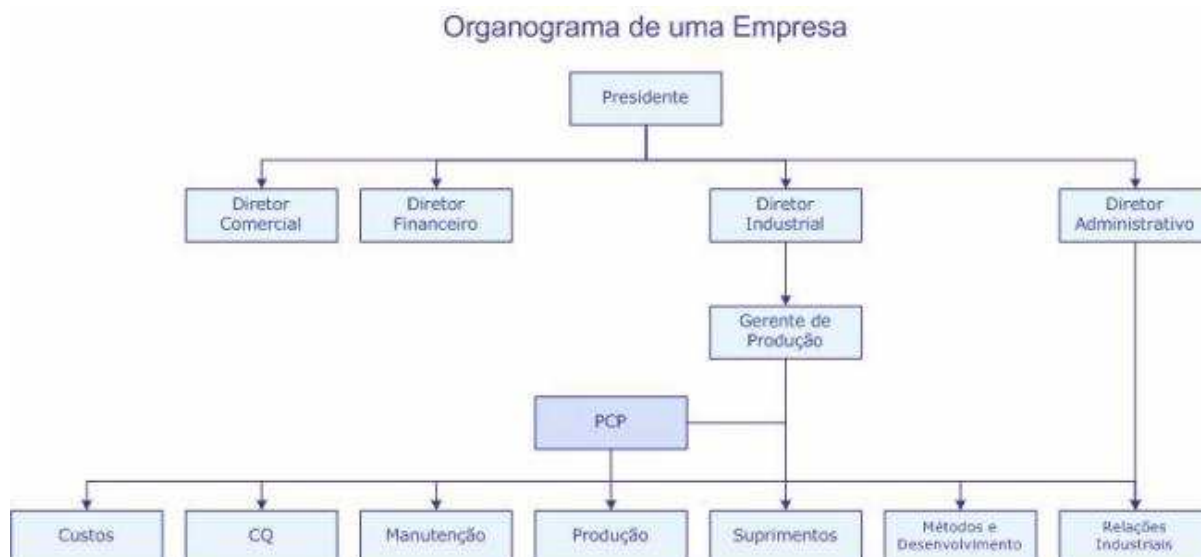 Organograma de uma Empresa
Presidente
Diretor
Comercial
Diretor
Financeiro
Diretor
Industrial
Diretor
Administrativo
Gerente de
Produção
PCP
Custos
CQ
Manutenção
Produção
Suprimentos
Métodos e
Desenvolvimento
Relações
Industriais